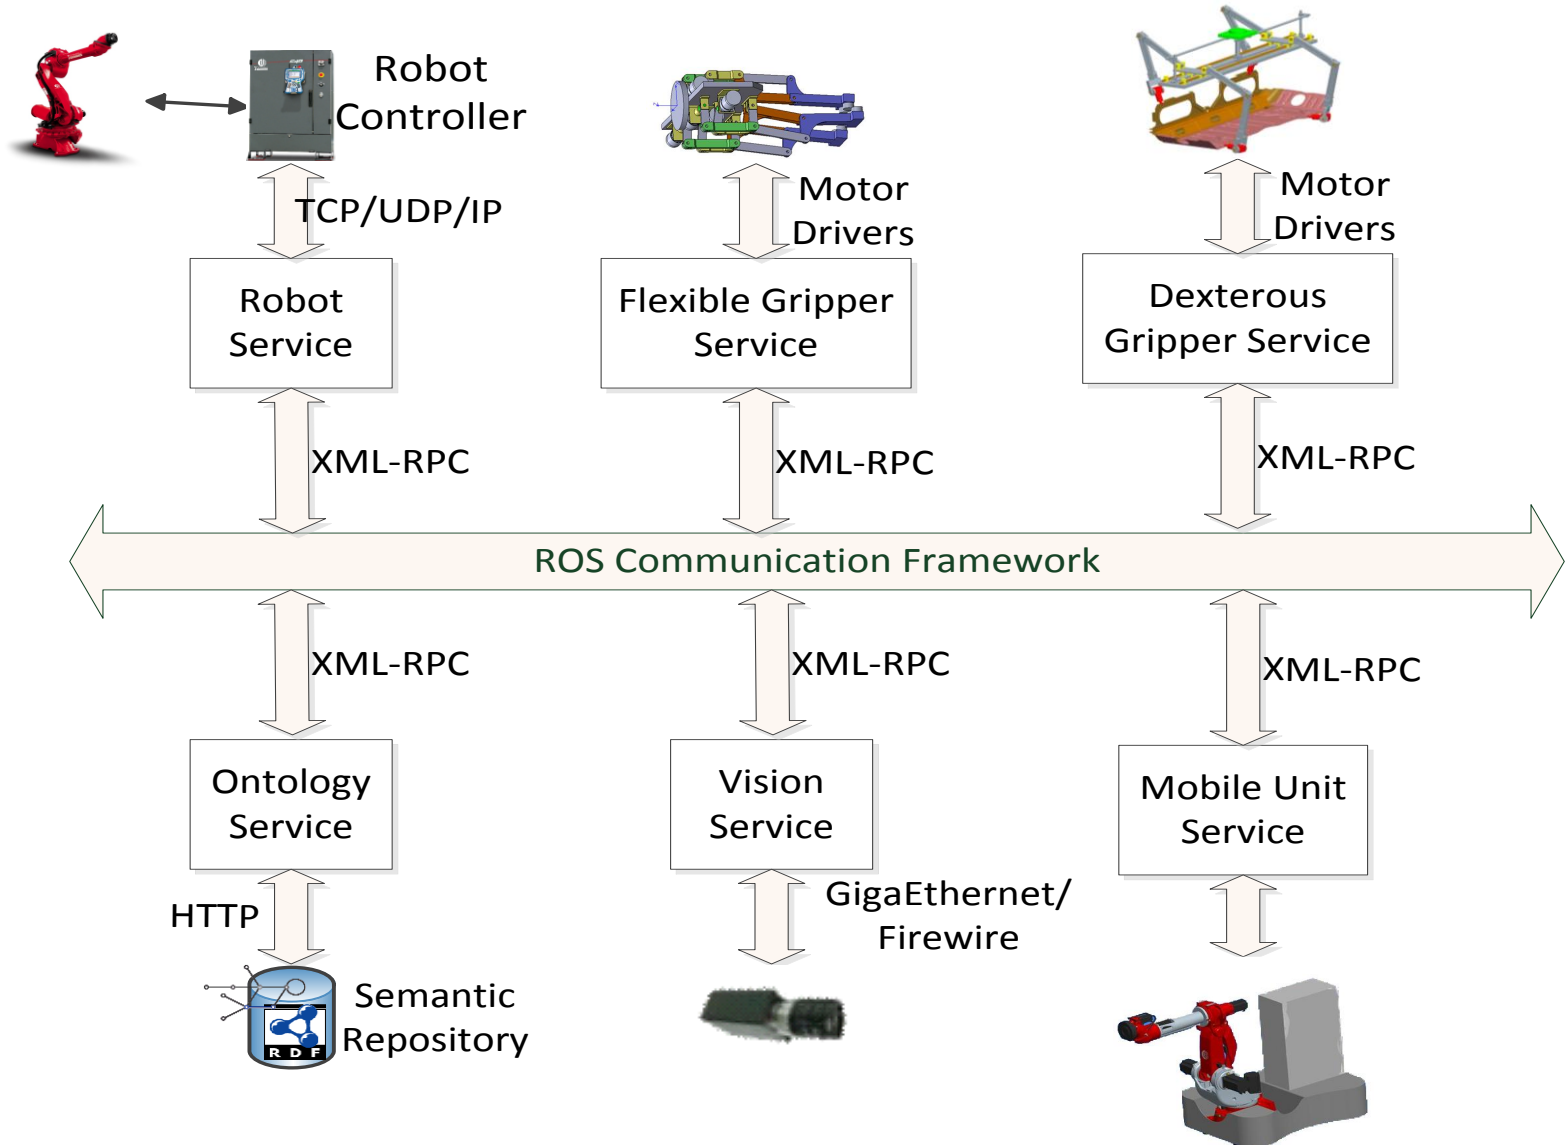 Robot
Controller
TCP/UDP/IP
Motor
Drivers
Motor
Drivers
Robot
Service
Flexible Gripper
Service
Dexterous
Gripper Service
XML-RPC
XML-RPC
XML-RPC
ROS Communication Framework
XML-RPC
XML-RPC
XML-RPC
Ontology
Service
Vision
Service
Mobile Unit
Service
HTTP
GigaEthernet/
Firewire
Semantic
Repository
RDF